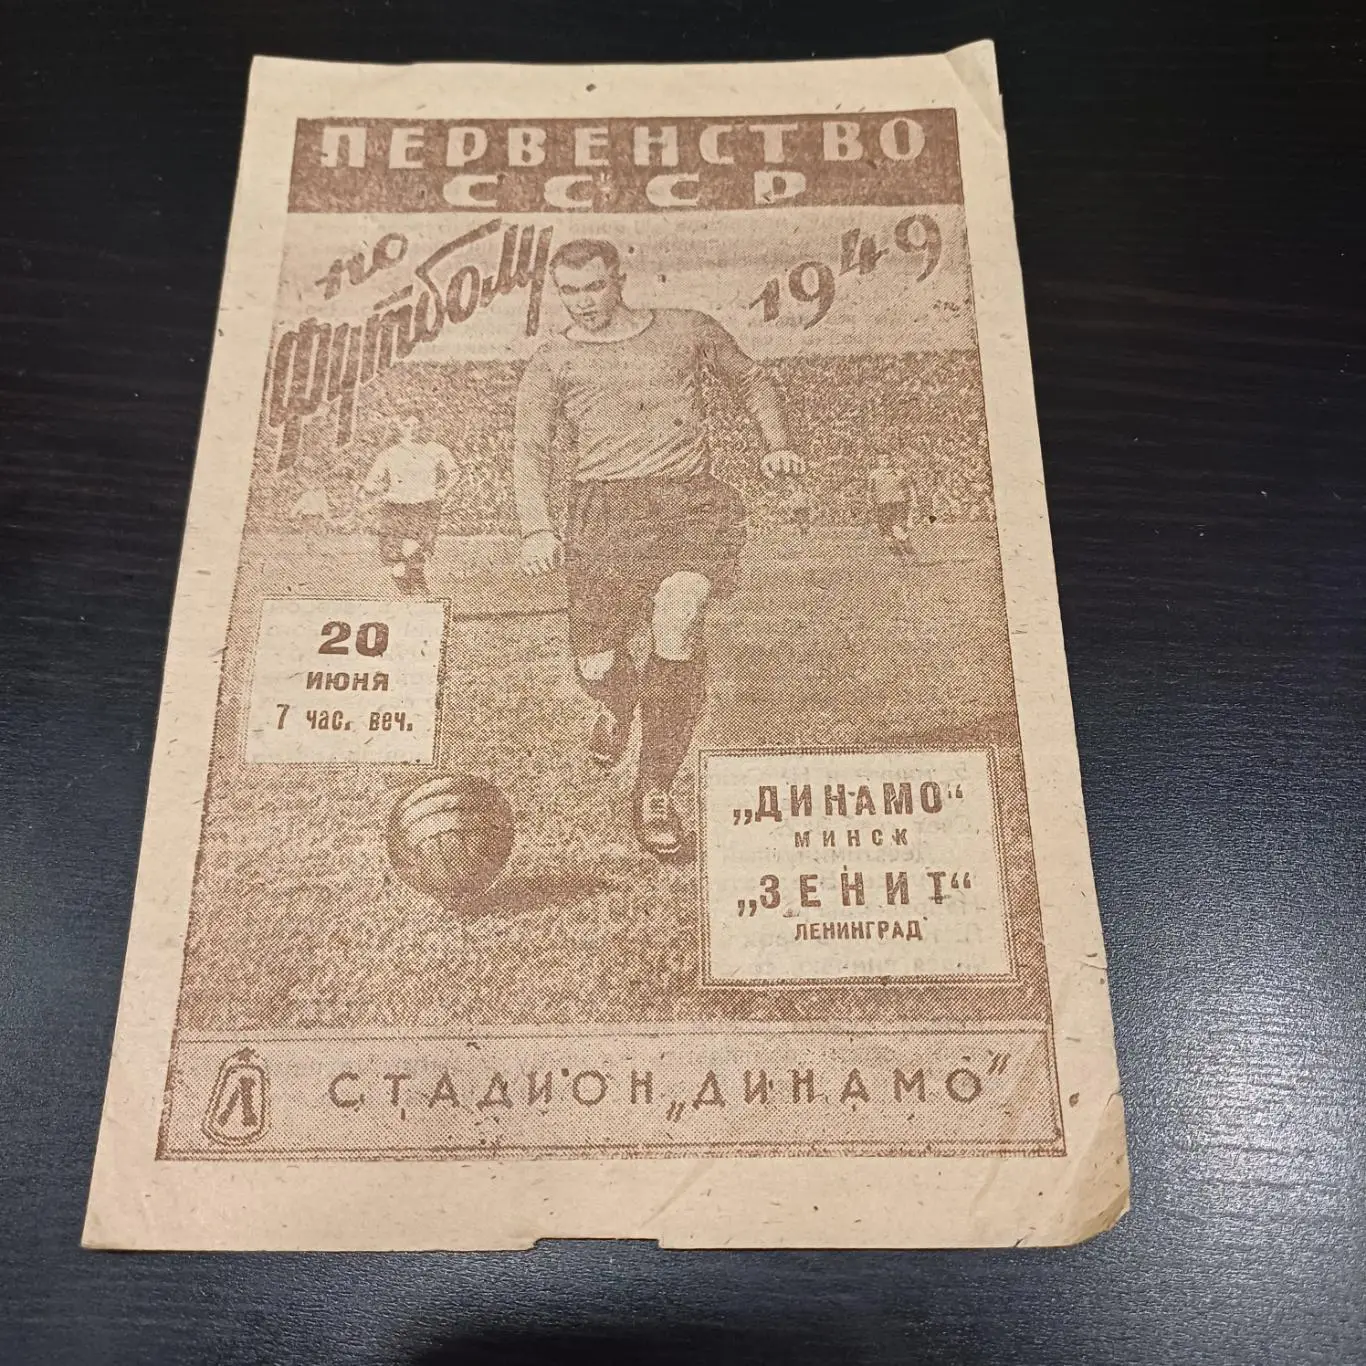 ПЕРВЕНСТВО
СССР
по
футболу
1949
20
ИЮНЯ
7 час. веч.
„ДИНАМО“
МИНСК
„ЗЕНИТ“
ЛЕНИНГРАД
Л
СТАДИОН „ДИНАМО”